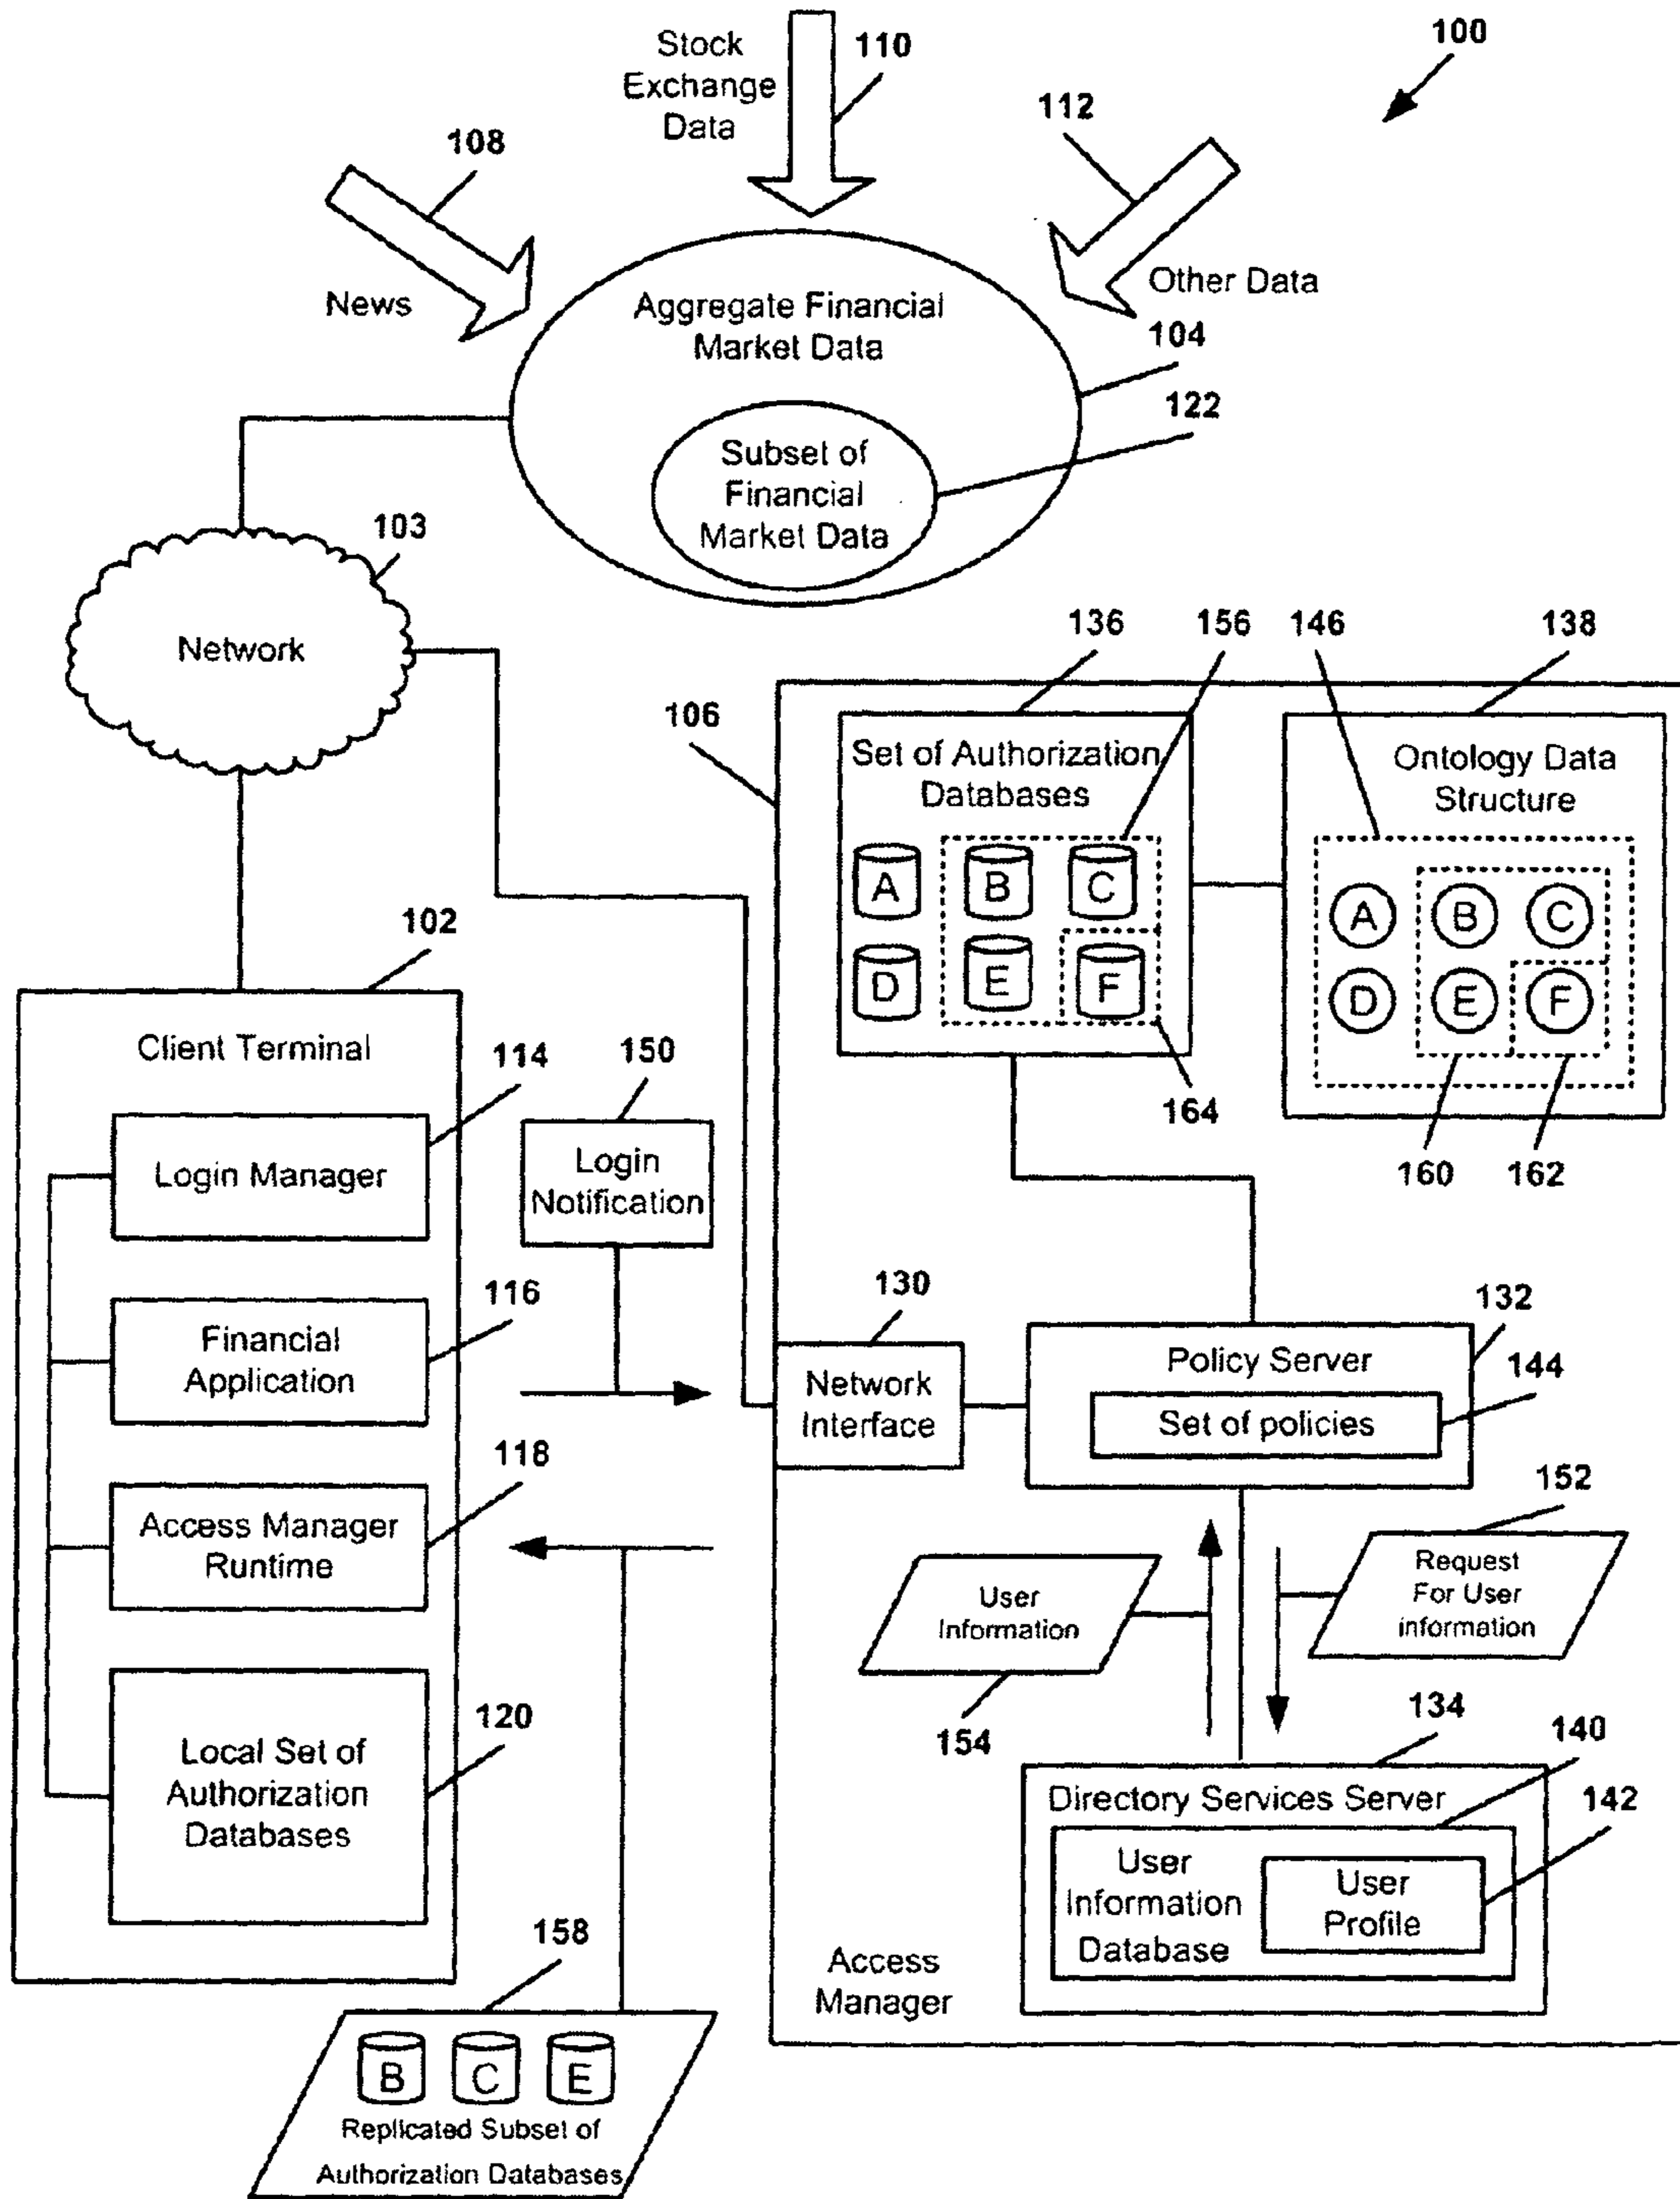 100
Stock
Exchange
Data
110
112
108
News
Other Data
Aggregate Financial
Market Data
104
122
Subset of
Financial
Market Data
103
Network
136
156
146
138
106
Set of Authorization
Databases
A
B
C
D
E
F
164
Ontology Data
Structure
A
B
C
D
E
F
160
162
102
Client Terminal
114
Login Manager
116
Financial
Application
118
Access Manager
Runtime
120
Local Set of
Authorization
Databases
150
Login
Notification
130
Network
Interface
132
Policy Server
144
Set of policies
152
Request
For User
information
User
Information
154
134
140
Directory Services Server
142
User
Information
Database
User
Profile
Access
Manager
158
B
C
E
Replicated Subset of
Authorization Databases